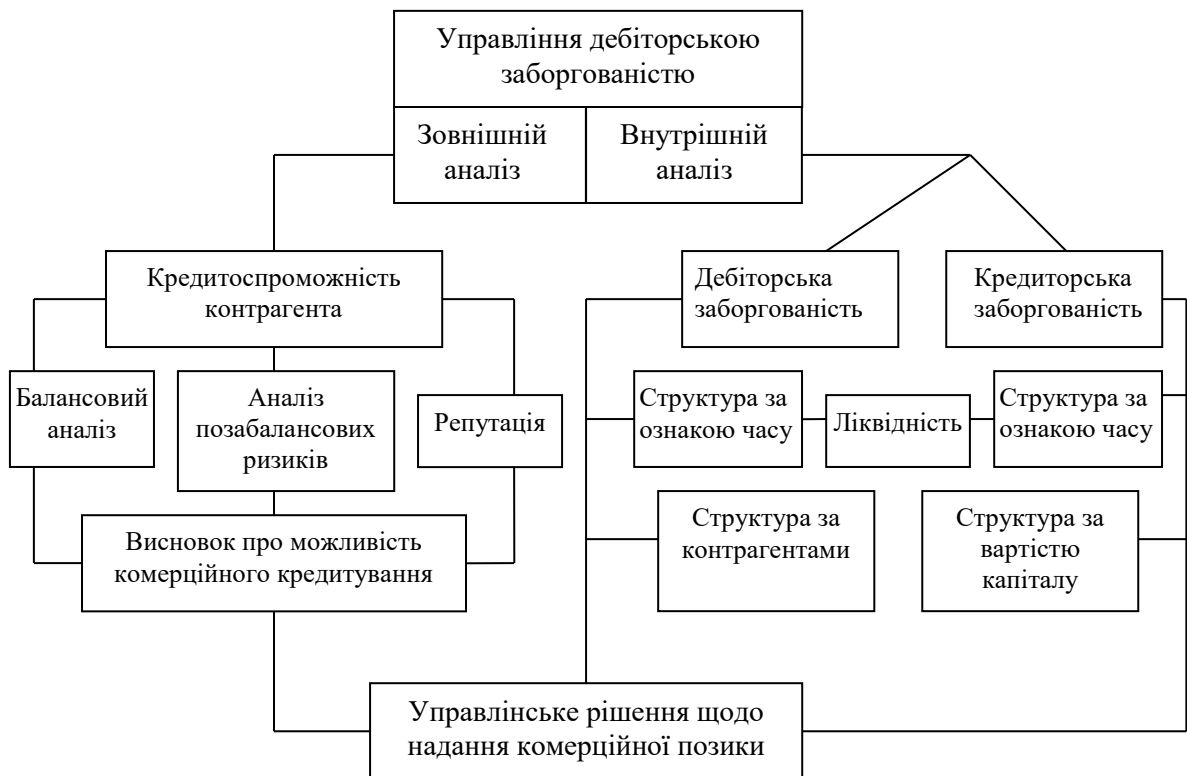 Управління дебіторською
заборгованістю
Зовнішній
аналіз
Внутрішній
аналіз
Кредитоспроможність
контрагента
Дебіторська
заборгованість
Кредиторська
заборгованість
Балансовий
аналіз
Аналіз
позабалансових
ризиків
Репутація
Структура за
ознакою часу
Ліквідність
Структура за
ознакою часу
Висновок про можливість
комерційного кредитування
Структура за
контрагентами
Структура за
вартістю
капіталу
Управлінське рішення щодо
надання комерційної позики